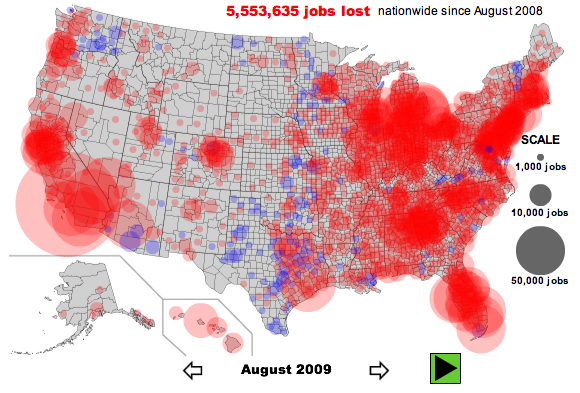 5,553,635 jobs lost nationwide since August 2008
SCALE
1,000 jobs
10,000 jobs
50,000 jobs
August 2009